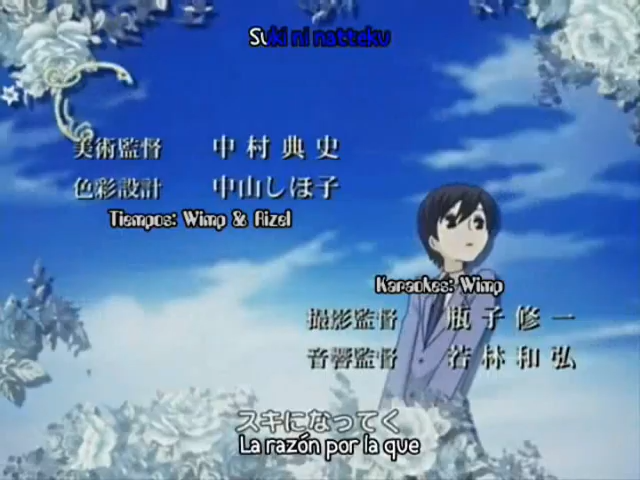 Suki ni natteku
美術監督 中村典史
色彩設計 中山しほ子
Tiempos: Wimp & Rizel
Karaokes: Wimp
撮影監督 瓶子修一
音響監督 若林和弘
スキになってく
La razón por la que